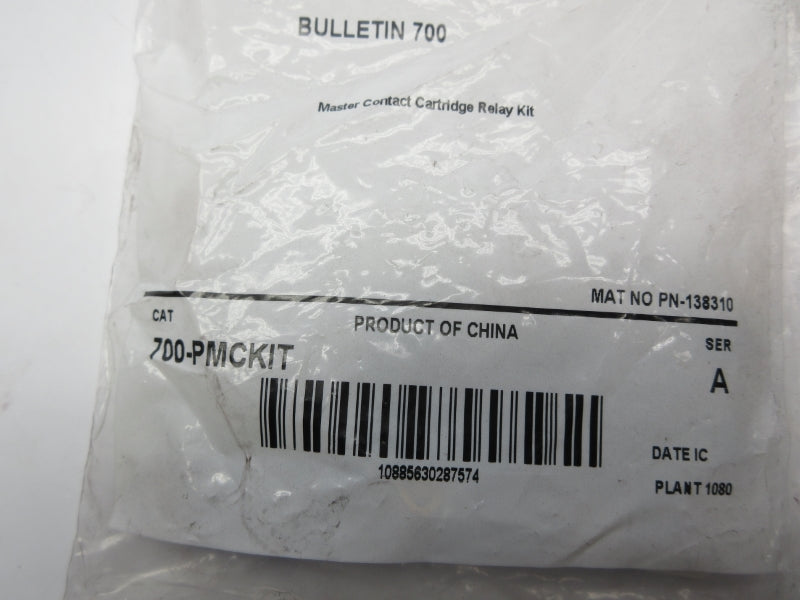 BULLETIN 700
Master Contact Cartridge Relay Kit
MAT NO PN-138310
CAT
PRODUCT OF CHINA
SER
700-PMCKIT
A
10885630287574
DATE IC
PLANT 1080